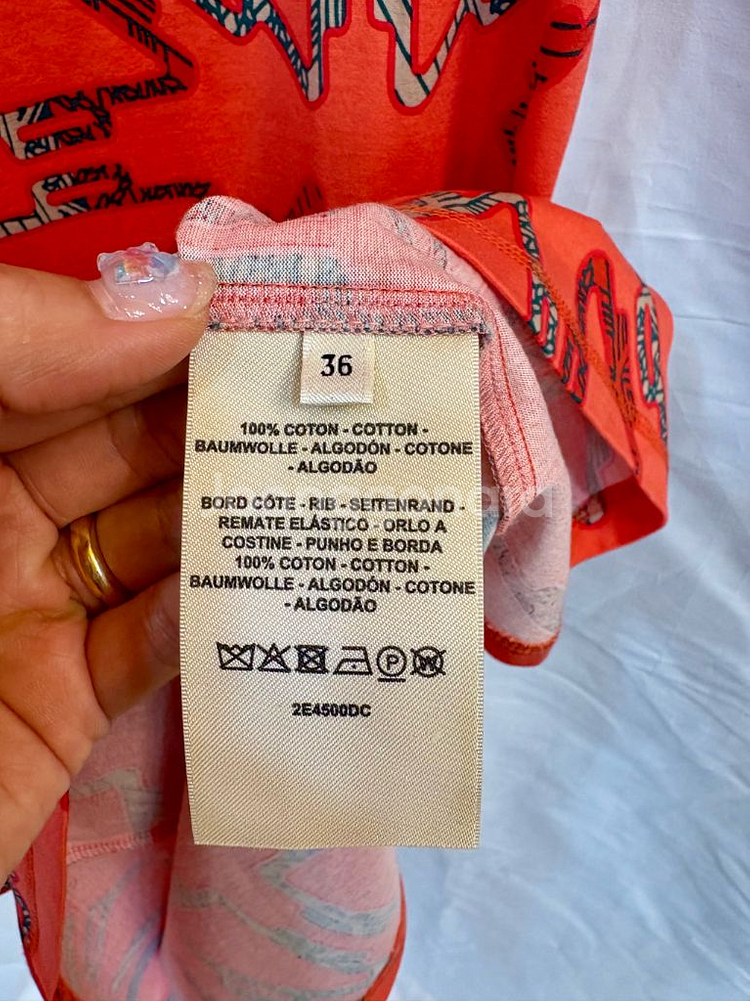 36
100% COTON - COTTON -
BAUMWOLLE - ALGODÓN - COTONE
- ALGODÃO
BORD CÔTE - RIB - SEITENRAND -
REMATE ELÁSTICO - ORLO A
COSTINE - PUNHO E BORDA
100% COTON - COTTON -
BAUMWOLLE - ALGODÓN - COTONE
- ALGODÃO
P W
2E4500DC